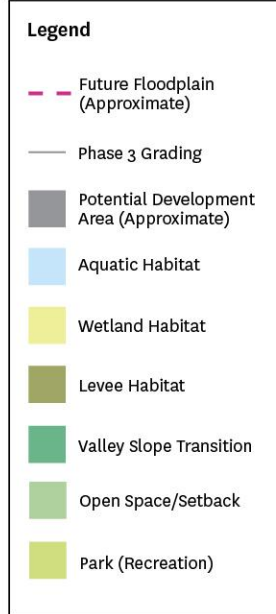 Legend
Future Floodplain
(Approximate)
Phase 3 Grading
Potential Development
Area (Approximate)
Aquatic Habitat
Wetland Habitat
Levee Habitat
Valley Slope Transition
Open Space/Setback
Park (Recreation)